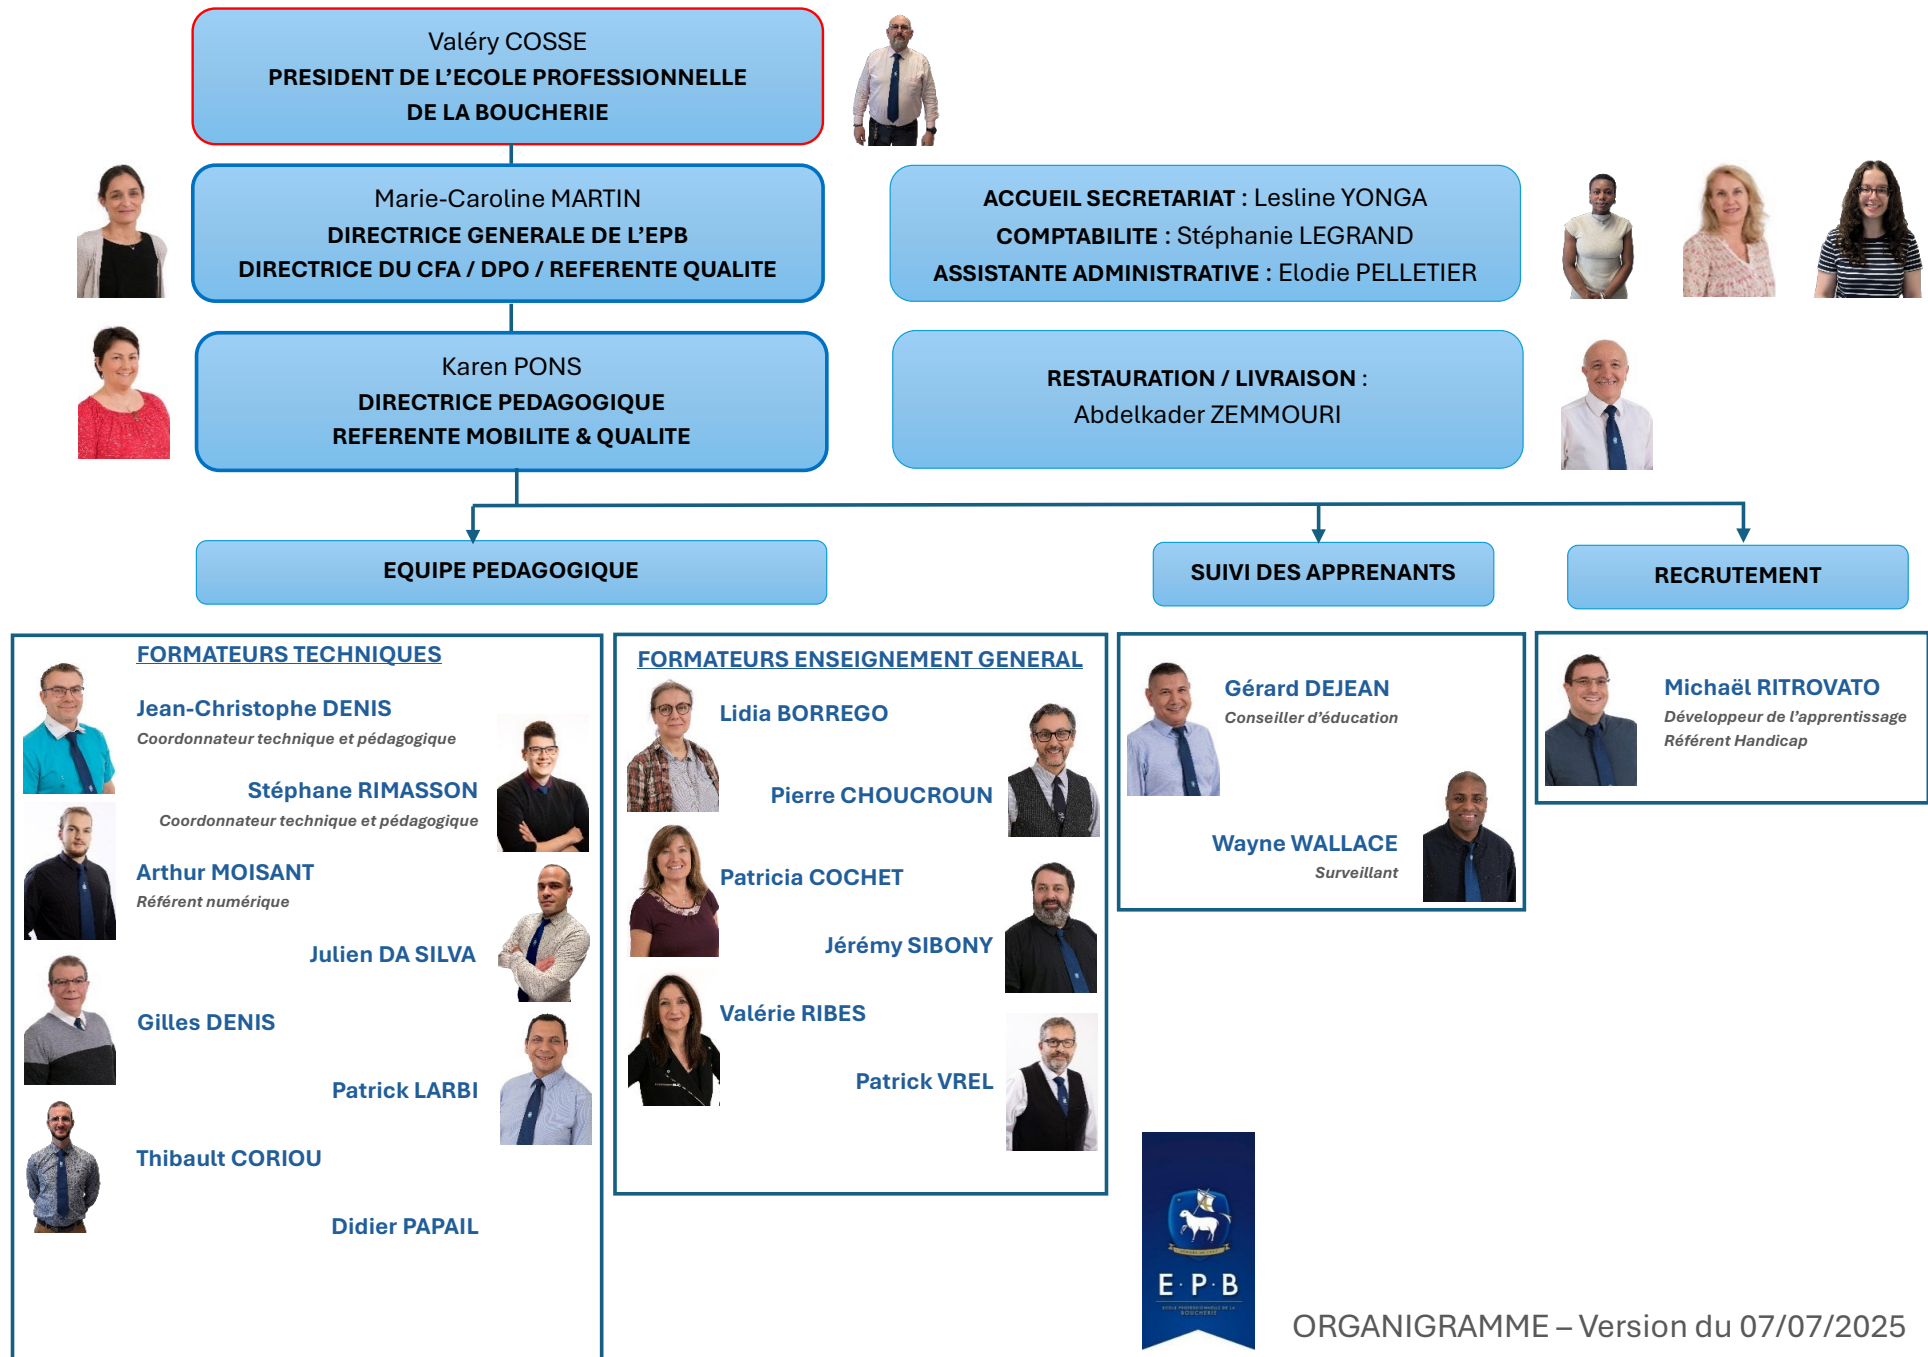 Valéry COSSE
PRESIDENT DE L'ECOLE PROFESSIONNELLE
DE LA BOUCHERIE
Marie-Caroline MARTIN
DIRECTRICE GENERALE DE L'EPB
DIRECTRICE DU CFA / DPO / REFERENTE QUALITE
ACCUEIL SECRETARIAT : Lesline YONGA
COMPTABILITE : Stéphanie LEGRAND
ASSISTANTE ADMINISTRATIVE : Elodie PELLETIER
Karen PONS
DIRECTRICE PEDAGOGIQUE
REFERENTE MOBILITE & QUALITE
RESTAURATION / LIVRAISON :
Abdelkader ZEMMOURI
EQUIPE PEDAGOGIQUE
SUIVI DES APPRENANTS
RECRUTEMENT
FORMATEURS TECHNIQUES
Jean-Christophe DENIS
Coordonnateur technique et pédagogique
Stéphane RIMASSON
Coordonnateur technique et pédagogique
Arthur MOISANT
Référent numérique
Julien DA SILVA
Gilles DENIS
Patrick LARBI
Thibault CORIOU
Didier PAPAIL
FORMATEURS ENSEIGNEMENT GENERAL
Lidia BORREGO
Pierre CHOUCROUN
Patricia COCHET
Jérémy SIBONY
Valérie RIBES
Patrick VREL
Gérard DEJEAN
Conseiller d'éducation
Wayne WALLACE
Surveillant
Michaël RITROVATO
Développeur de l'apprentissage
Référent Handicap
E·P·B
ECOLE PROFESSIONNELLE DE LA
BOUCHERIE
ORGANIGRAMME – Version du 07/07/2025